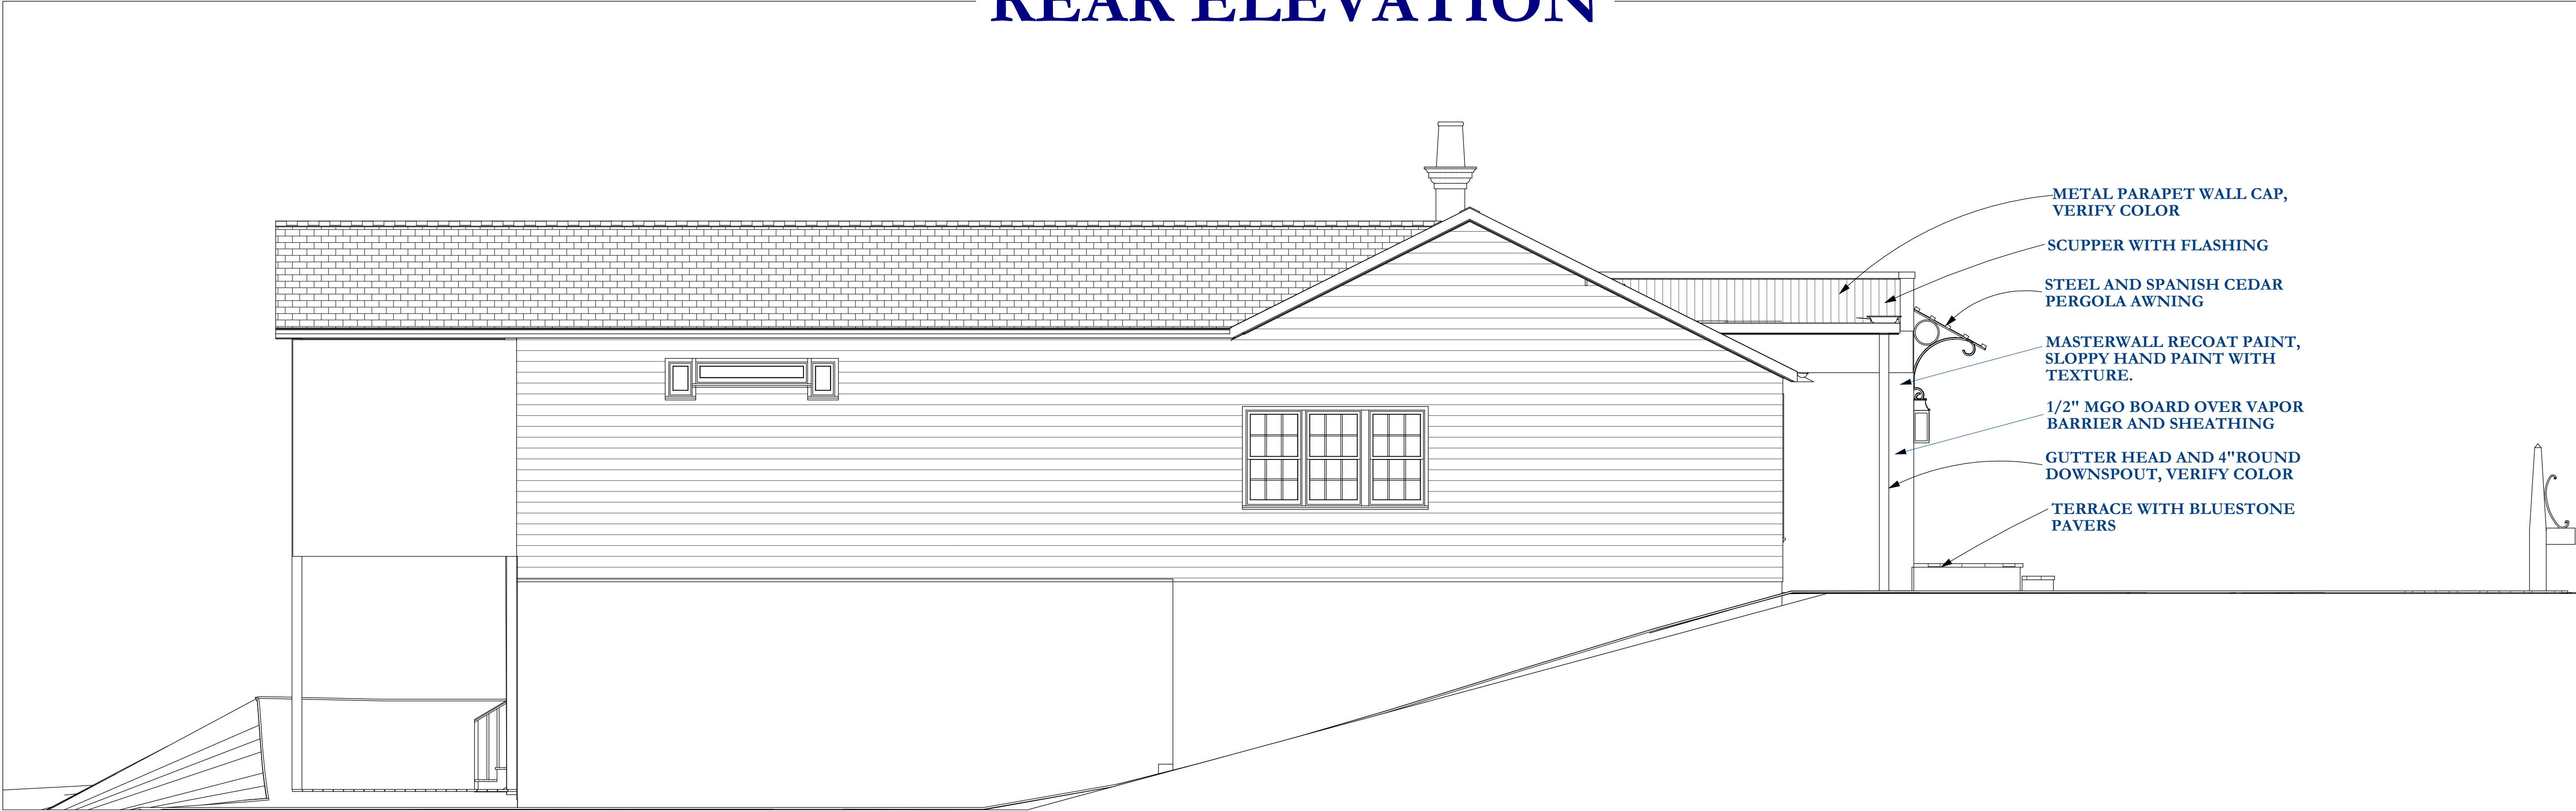 REAR ELEVATION
METAL PARAPET WALL CAP,
VERIFY COLOR
SCUPPER WITH FLASHING
STEEL AND SPANISH CEDAR
PERGOLA AWNING
MASTERWALL RECOAT PAINT,
SLOPPY HAND PAINT WITH
TEXTURE.
1/2" MGO BOARD OVER VAPOR
BARRIER AND SHEATHING
GUTTER HEAD AND 4"ROUND
DOWNSPOUT, VERIFY COLOR
TERRACE WITH BLUESTONE
PAVERS